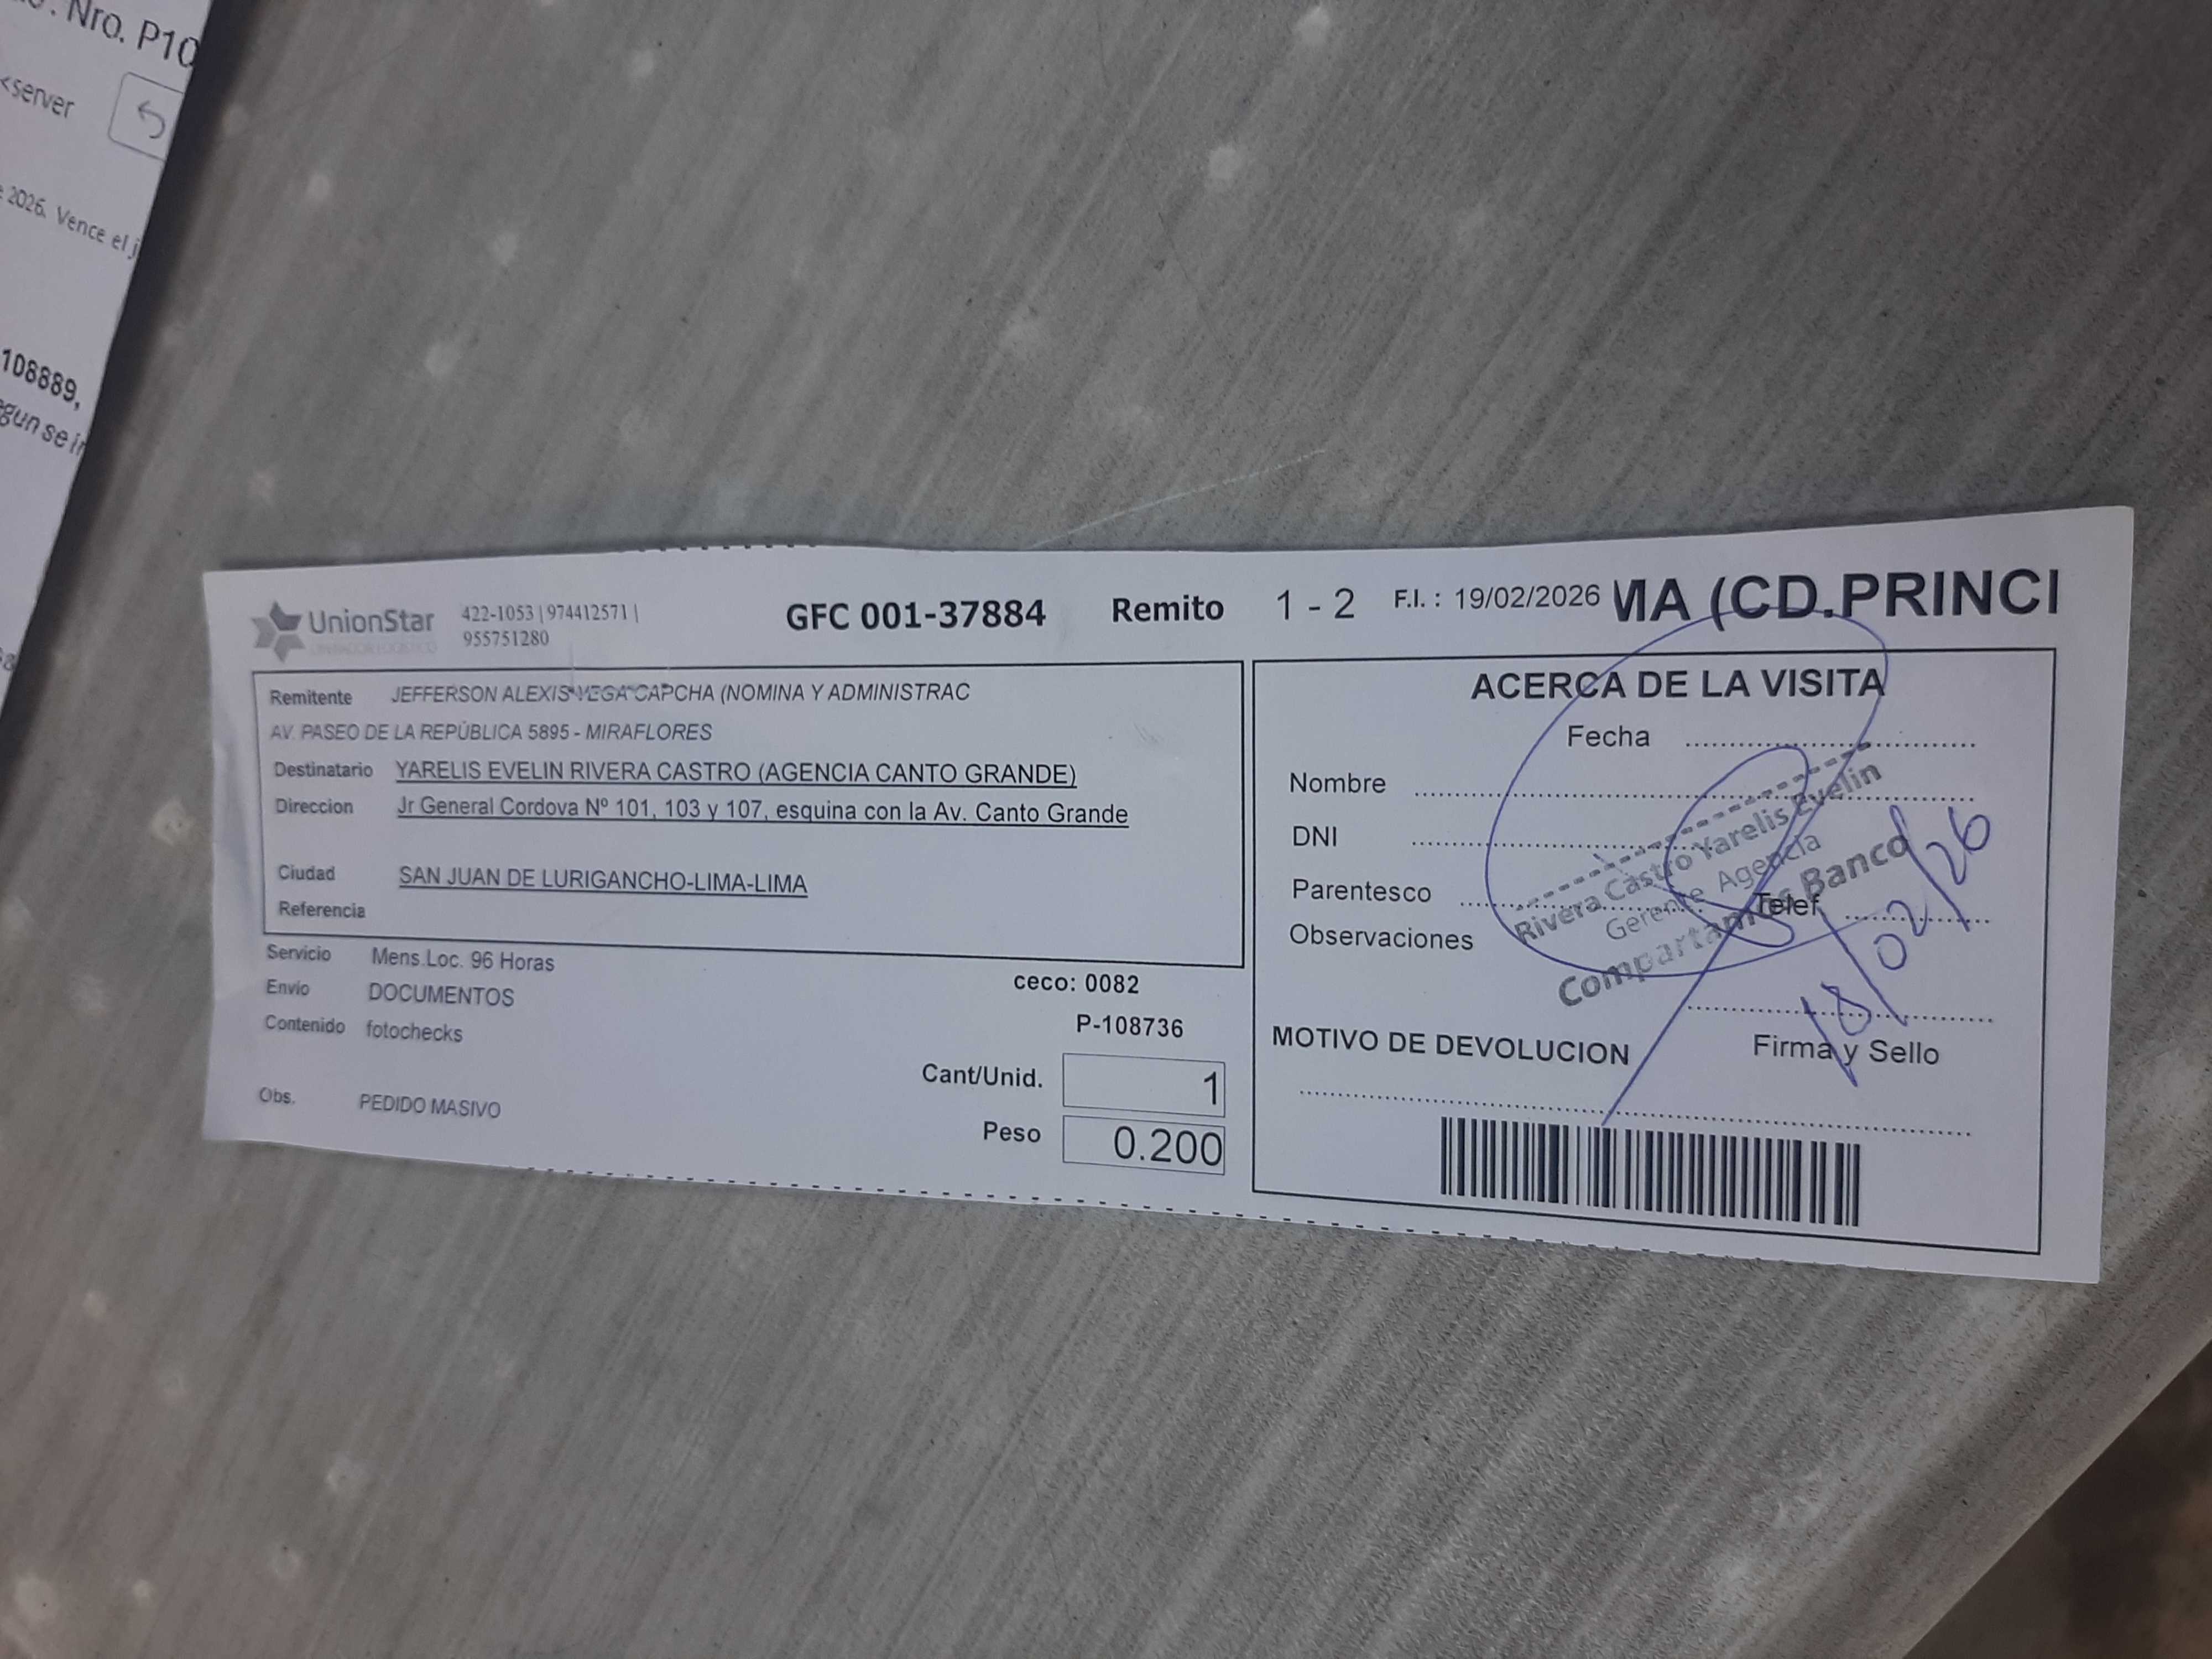 Nro. P10
<server
2026. Vence el j
108889,
egun se in
UnionStar
422-1053 | 974412571 |
955751280
GFC 001-37884 Remito 1 - 2 F.I. : 19/02/2026 MA (CD.PRINCI
Remitente JEFFERSON ALEXIS VEGA CAPCHA (NOMINA Y ADMINISTRAC
AV. PASEO DE LA REPÚBLICA 5895 - MIRAFLORES
Destinatario YARELIS EVELIN RIVERA CASTRO (AGENCIA CANTO GRANDE)
Direccion Jr General Cordova Nº 101, 103 y 107, esquina con la Av. Canto Grande
Ciudad SAN JUAN DE LURIGANCHO-LIMA-LIMA
Referencia
Servicio Mens.Loc. 96 Horas
Envio DOCUMENTOS
Contenido fotochecks
Obs. PEDIDO MASIVO
ceco: 0082
P-108736
Cant/Unid. 1
Peso 0.200
ACERCA DE LA VISITA
Fecha
Nombre
DNI
Parentesco
Telef.
Observaciones
Rivera Castro Yarelis Evelin
Gerente Agencia
Compartamos Banco
18/02/26
Firma y Sello
MOTIVO DE DEVOLUCION